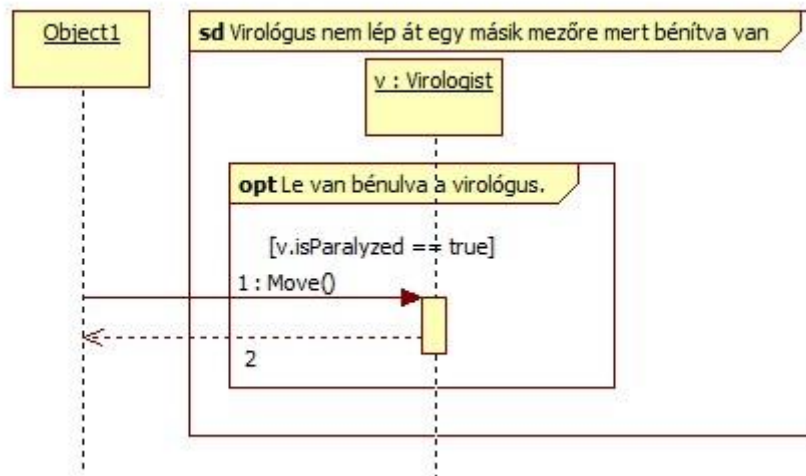 Object1
sd Virológus nem lép át egy másik mezőre mert bénítva van
v : Virologist
opt Le van bénulva a virológus.
[v.isParalyzed == true]
1 : Move()
2